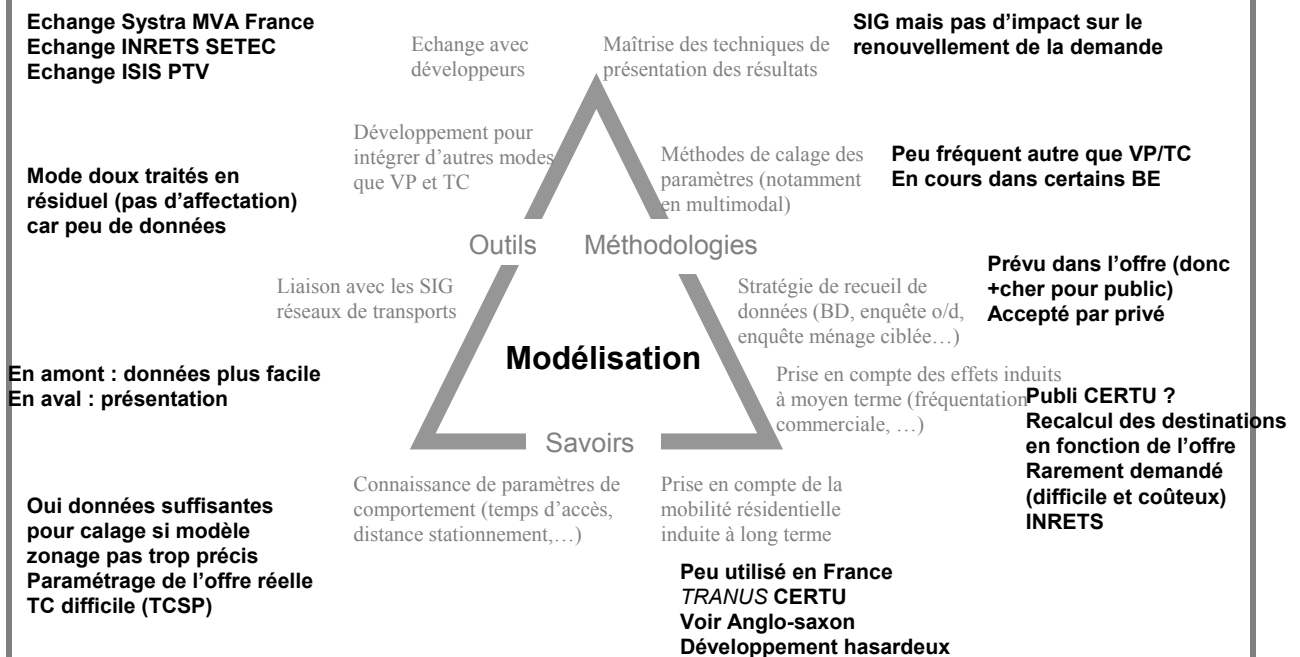 Echange Systra MVA France
Echange INRETS SETEC
Echange ISIS PTV
Echange avec
développeurs
Maîtrise des techniques de
présentation des résultats
SIG mais pas d’impact sur le
renouvellement de la demande
Développement pour
intégrer d’autres modes
que VP et TC
Méthodes de calage des
paramètres (notamment
en multimodal)
Peu fréquent autre que VP/TC
En cours dans certains BE
Mode doux traités en
résiduel (pas d’affectation)
car peu de données
Outils
Méthodologies
Liaison avec les SIG
réseaux de transports
Stratégie de recueil de
données (BD, enquête o/d,
enquête ménage ciblée…)
Prévu dans l’offre (donc
+cher pour public)
Accepté par privé
Modélisation
En amont : données plus facile
En aval : présentation
Prise en compte des effets induits
à moyen terme (fréquentation
commerciale, …)
Publi CERTU ?
Recalcul des destinations
en fonction de l’offre
Rarement demandé
(difficile et coûteux)
INRETS
Savoirs
Connaissance de paramètres de
comportement (temps d’accès,
distance stationnement,…)
Prise en compte de la
mobilité résidentielle
induite à long terme
Oui données suffisantes
pour calage si modèle
zonage pas trop précis
Paramétrage de l’offre réelle
TC difficile (TCSP)
Peu utilisé en France
TRANUS CERTU
Voir Anglo-saxon
Développement hasardeux